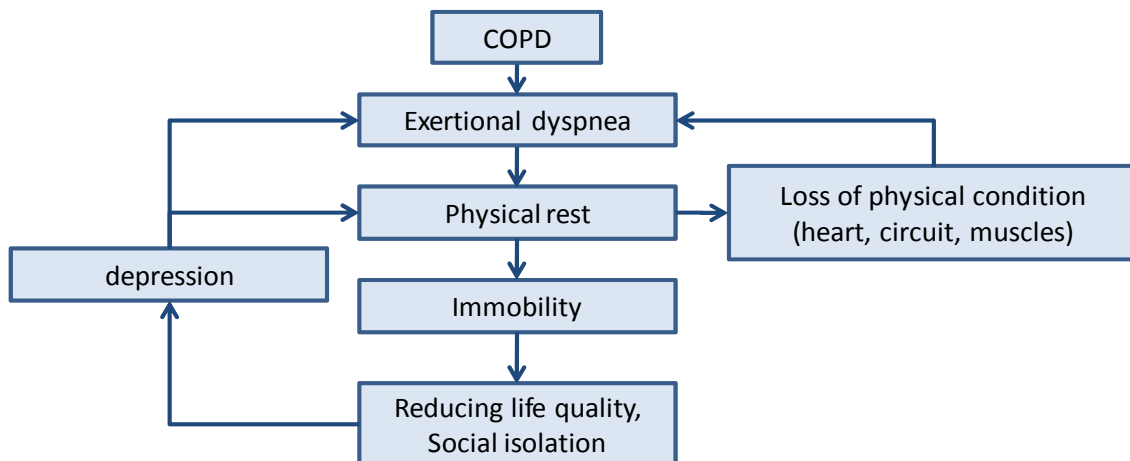 COPD
Exertional dyspnea
Physical rest
Loss of physical condition
(heart, circuit, muscles)
depression
Immobility
Reducing life quality,
Social isolation